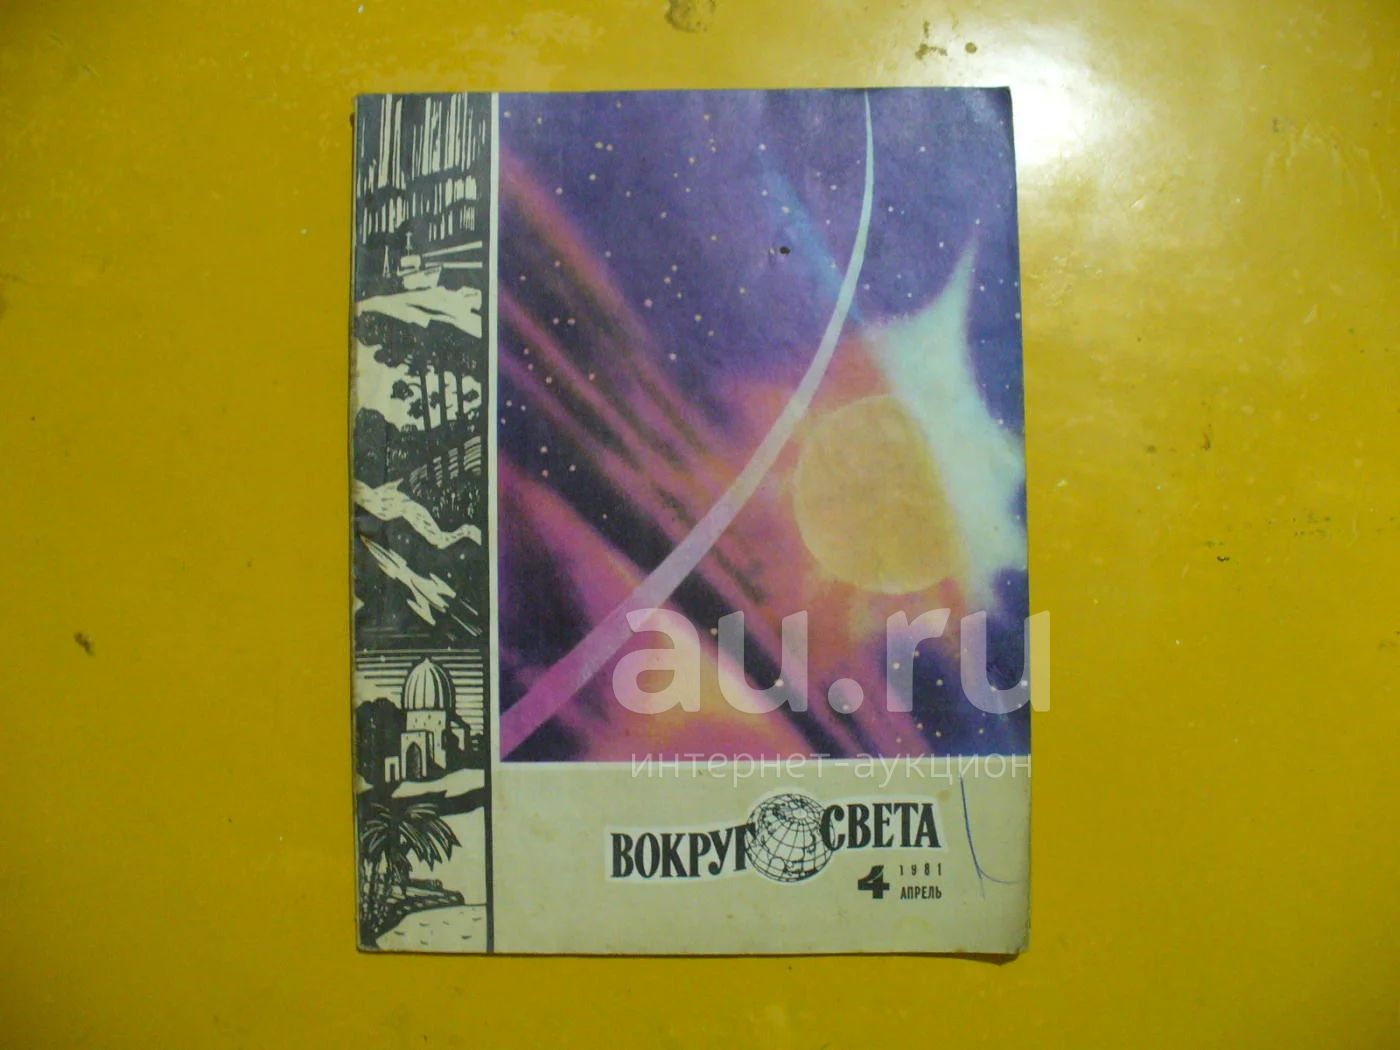 au.ru
интернет-аукцион
ВОКРУГ СВЕТА
4 1981
АПРЕЛЬ